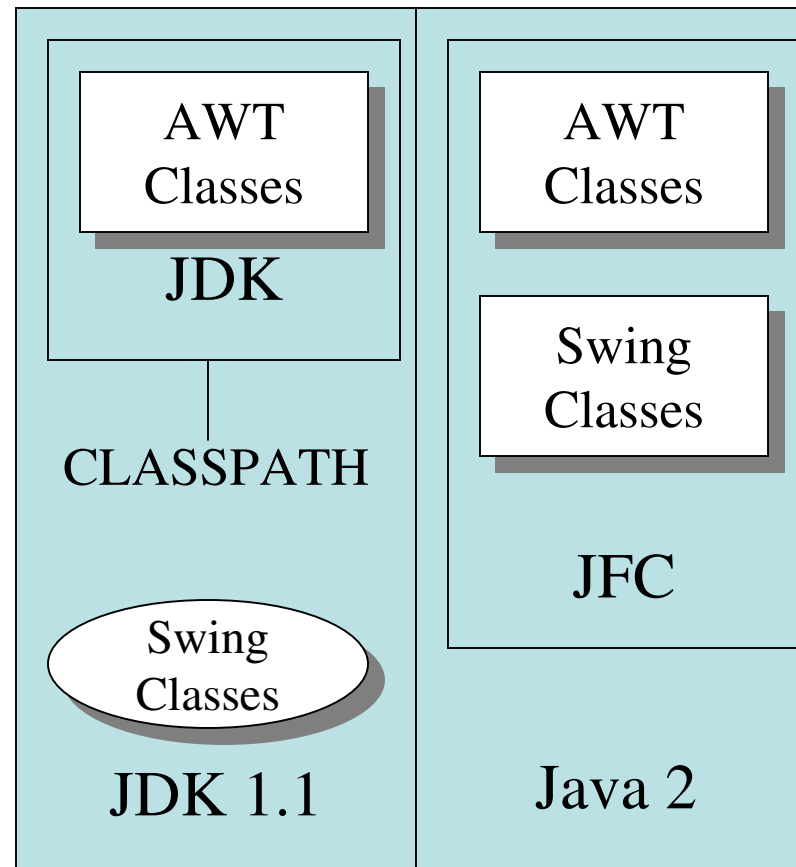 AWT
Classes
JDK
CLASSPATH
Swing
Classes
JDK 1.1
AWT
Classes
Swing
Classes
JFC
Java 2